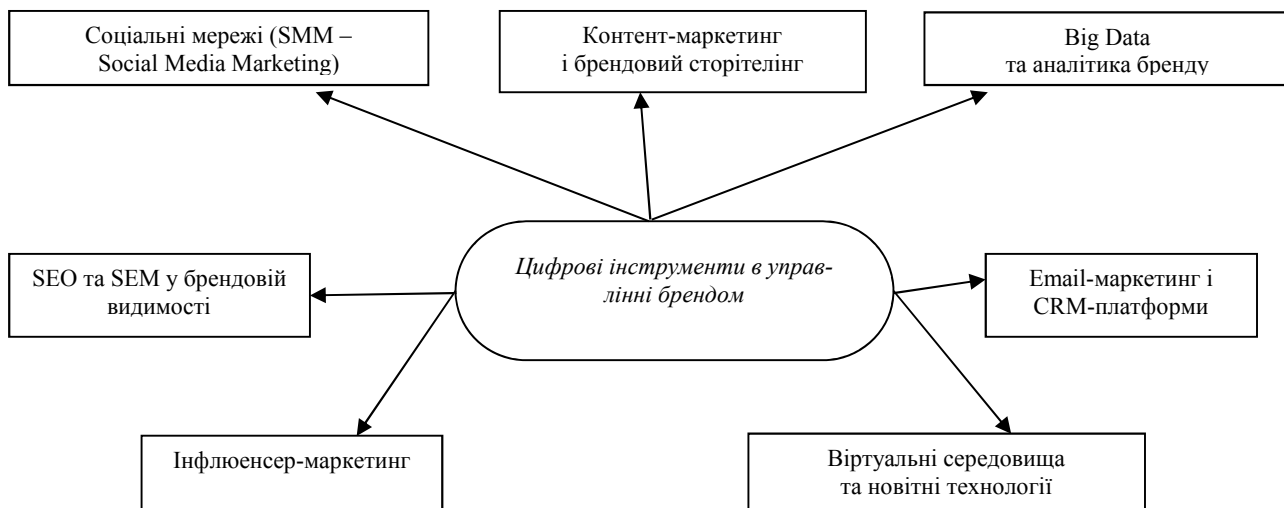 Соціальні мережі (SMM –
Social Media Marketing)
Контент-маркетинг
і брендовий сторітелінг
Big Data
та аналітика бренду
Цифрові інструменти в управ-
лінні брендом
SEO та SEM у брендовій
видимості
Email-маркетинг і
CRM-платформи
Інфлюенсер-маркетинг
Віртуальні середовища
та новітні технології